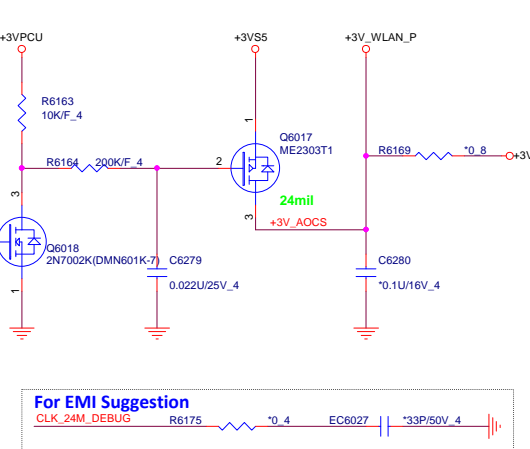 +3VPCU
+3VS5
+3V_WLAN_P
R6163
10K/F_4
1
Q6017
ME2303T1
R6164
200K/F_4
2
R6169
*0_8
+3V
24mil
3
3
+3V_AOCS
Q6018
2N7002K(DMN601K-7)
C6279
C6280
0.022U/25V_4
*0.1U/16V_4
1
For EMI Suggestion
CLK_24M_DEBUG
R6175
*0_4
EC6027
*33P/50V_4